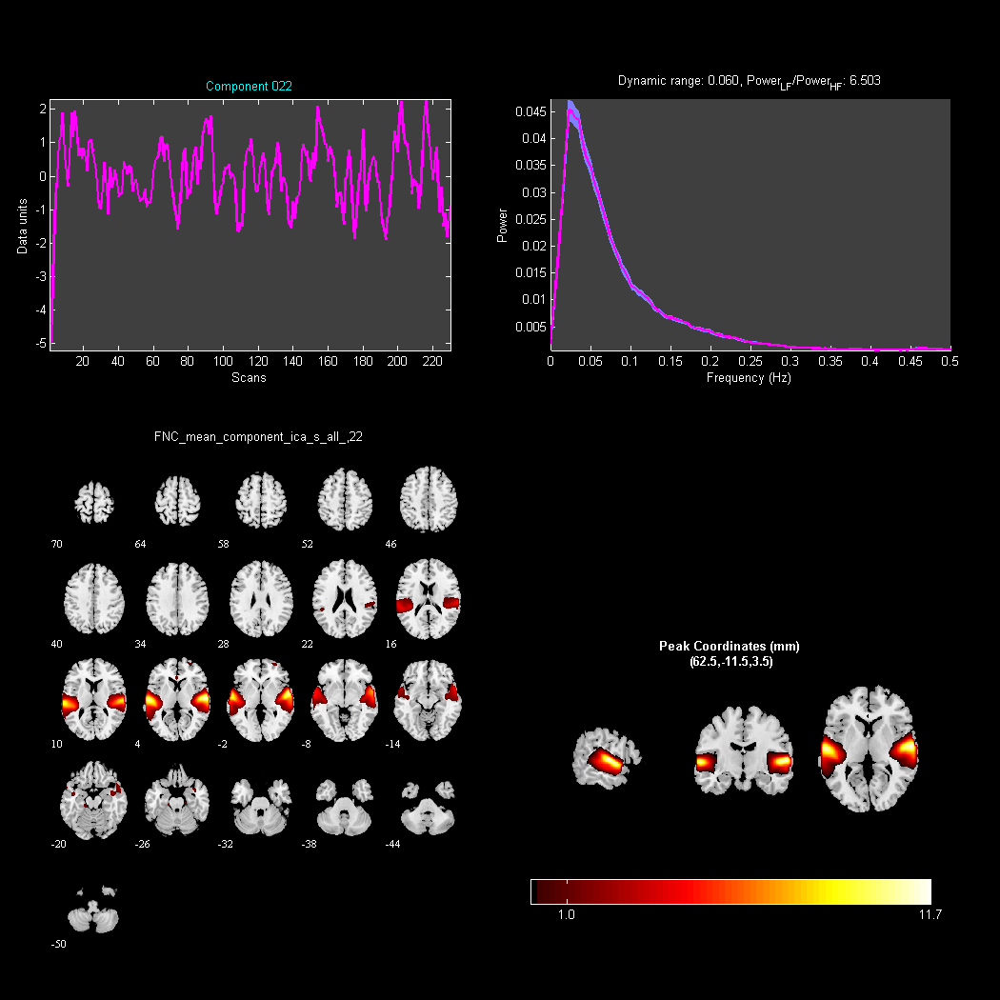 Component 022
2
1
0
-1
-2
-3
-4
-5
Data units
20 40 60 80 100 120 140 160 180 200 220
Scans
Dynamic range: 0.060, PowerLF/PowerHF: 6.503
0.045
0.04
0.035
0.03
0.025
0.02
0.015
0.01
0.005
Power
0 0.05 0.1 0.15 0.2 0.25 0.3 0.35 0.4 0.45 0.5
Frequency (Hz)
FNC_mean_component_ica_s_all_,22
70 64 58 52 46
40 34 28 22 16
10 4 -2 -8 -14
-20 -26 -32 -38 -44
-50
Peak Coordinates (mm)
(62.5,-11.5,3.5)
1.0 11.7